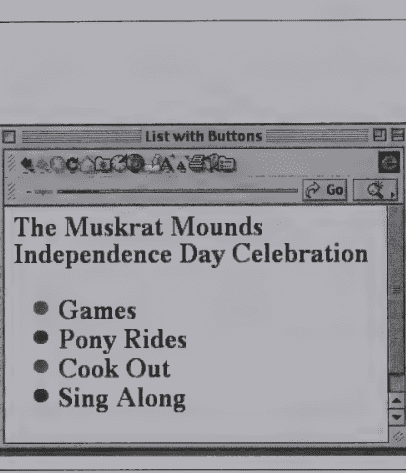 List with Buttons
Go
The Muskrat Mounds
Independence Day Celebration
Games
Pony Rides
Cook Out
Sing Along